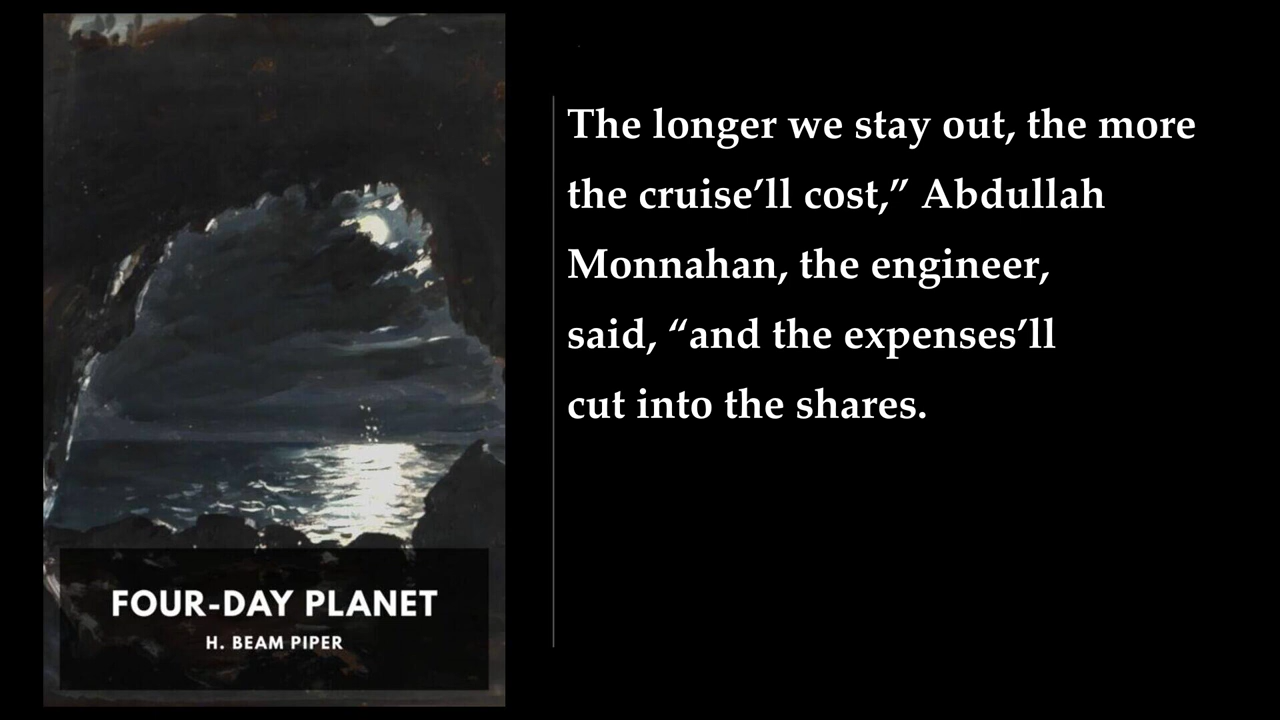 The longer we stay out, the more
the cruise’ll cost,” Abdullah
Monnahan, the engineer,
said, “and the expenses’ll
cut into the shares.
FOUR-DAY PLANET
H. BEAM PIPER